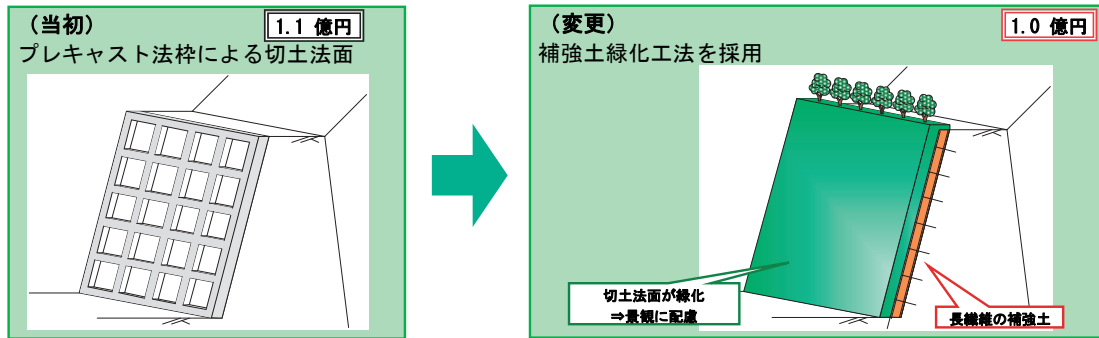 （当初）
1.1 億円
プレキャスト法枠による切土法面
（変更）
1.0 億円
補強土緑化工法を採用
切土法面が緑化
⇒景観に配慮
長繊維の補強土